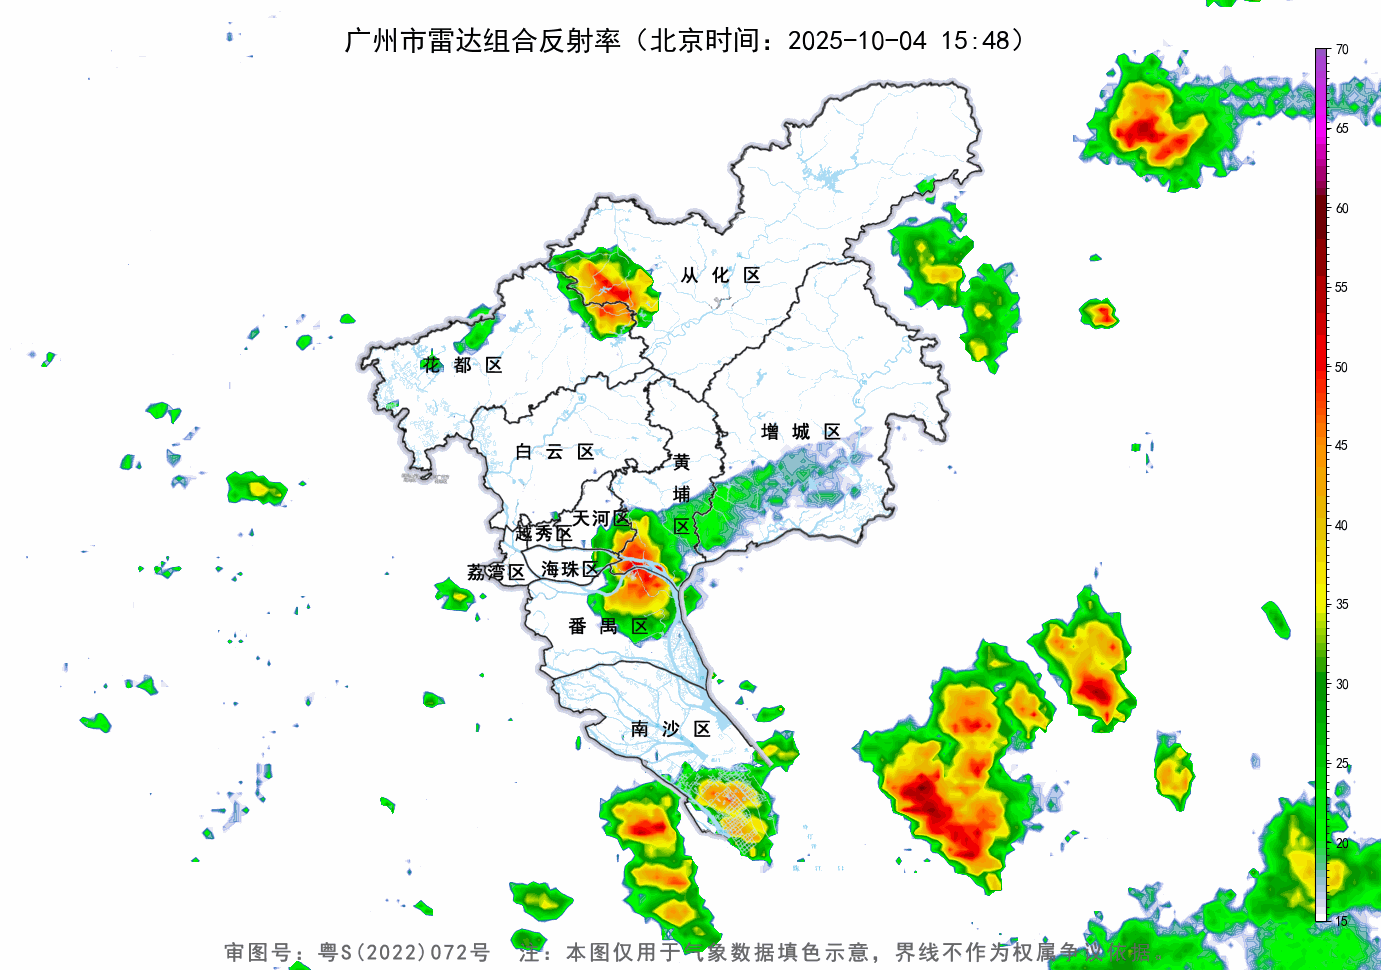 广州市雷达组合反射率（北京时间：2025-10-04 15:48）
70
65
60
55
50
45
40
35
30
25
20
15
从化区
花都区
增城区
白云区
黄埔区
天河区
越秀区
荔湾区
海珠区
番禺区
南沙区
审图号：粤S(2022)072号 注：本图仅用于气象数据填色示意，界线不作为权属争议依据。